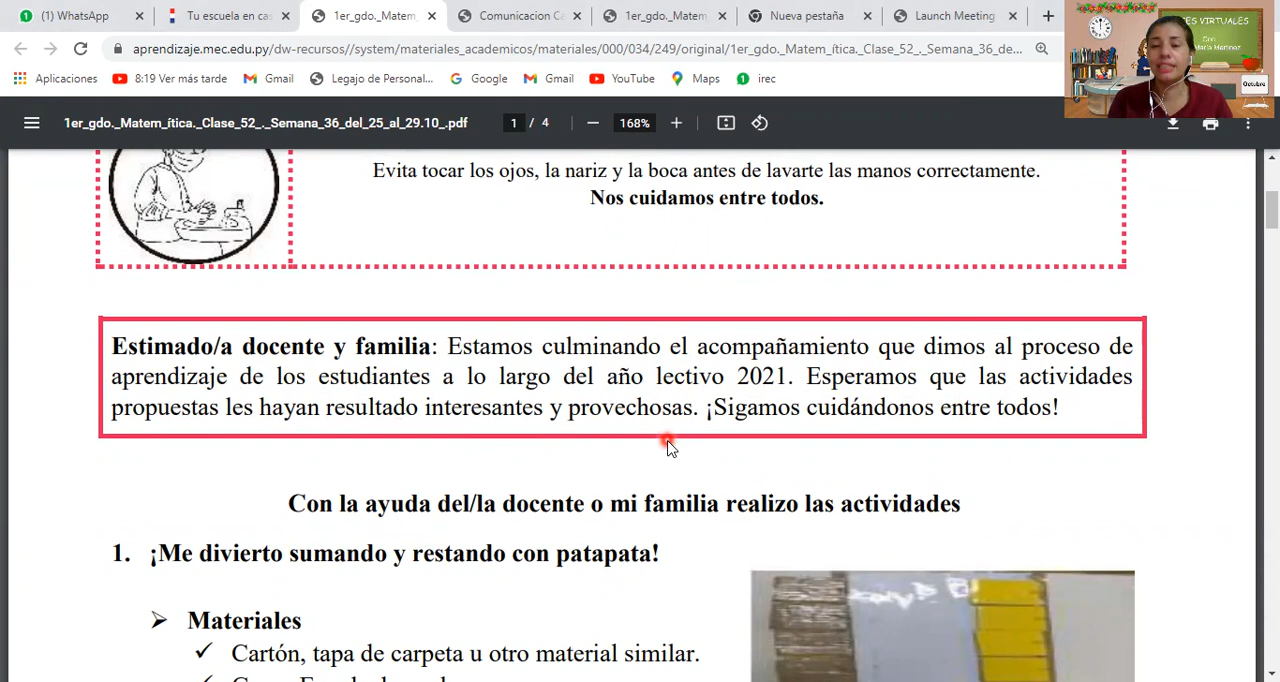 (1) WhatsApp
Tu escuela en cas
1er_gdo._Matem
Comunicacion Ca
1er_gdo._Matem
Nueva pestaña
Launch Meeting
aprendizaje.mec.edu.py/dw-recursos//system/materiales_academicos/materiales/000/034/249/original/1er_gdo._Matem_ítica._Clase_52_._Semana_36_de...
Aplicaciones
8:19 Ver más tarde
Gmail
Legajo de Personal...
Google
Gmail
YouTube
Maps
irec
ES VIRTUALES
Con
María Martinez
Octubre
1er_gdo._Matem_ítica._Clase_52_._Semana_36_del_25_al_29.10_.pdf
1 / 4
168%
Evita tocar los ojos, la nariz y la boca antes de lavarte las manos correctamente.
Nos cuidamos entre todos.
Estimado/a docente y familia: Estamos culminando el acompañamiento que dimos al proceso de
aprendizaje de los estudiantes a lo largo del año lectivo 2021. Esperamos que las actividades
propuestas les hayan resultado interesantes y provechosas. ¡Sigamos cuidándonos entre todos!
Con la ayuda del/la docente o mi familia realizo las actividades
1. ¡Me divierto sumando y restando con patapata!
➢ Materiales
✓ Cartón, tapa de carpeta u otro material similar.